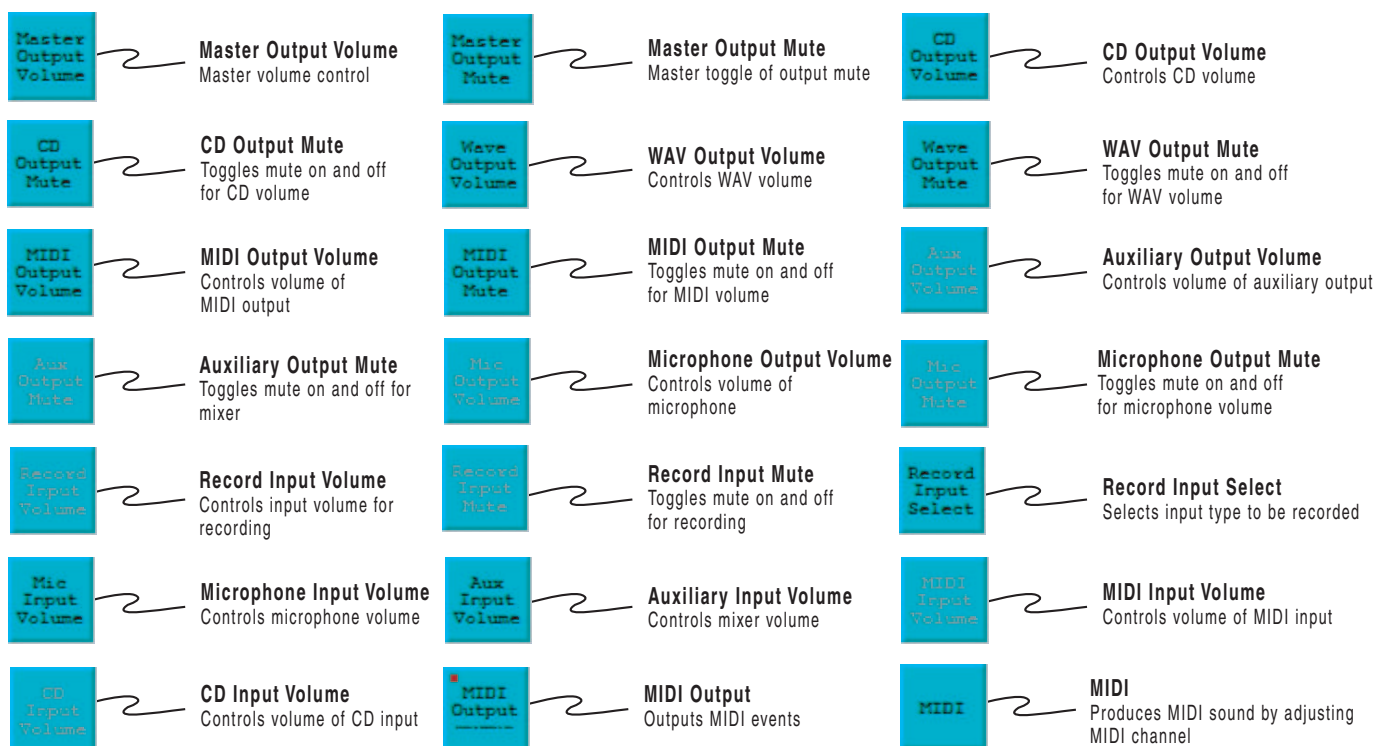 Master
Output
Volume
Master Output Volume
Master volume control
Master
Output
Mute
Master Output Mute
Master toggle of output mute
CD
Output
Volume
CD Output Volume
Controls CD volume
CD
Output
Mute
CD Output Mute
Toggles mute on and off
for CD volume
Wave
Output
Volume
WAV Output Volume
Controls WAV volume
Wave
Output
Mute
WAV Output Mute
Toggles mute on and off
for WAV volume
MIDI
Output
Volume
MIDI Output Volume
Controls volume of
MIDI output
MIDI
Output
Mute
MIDI Output Mute
Toggles mute on and off
for MIDI volume
Aux
Output
Volume
Auxiliary Output Volume
Controls volume of auxiliary output
Aux
Output
Mute
Auxiliary Output Mute
Toggles mute on and off for
mixer
Mic
Output
Volume
Microphone Output Volume
Controls volume of
microphone
Mic
Output
Mute
Microphone Output Mute
Toggles mute on and off
for microphone volume
Record
Input
Volume
Record Input Volume
Controls input volume for
recording
Record
Input
Mute
Record Input Mute
Toggles mute on and off
for recording
Record
Input
Select
Record Input Select
Selects input type to be recorded
Mic
Input
Volume
Microphone Input Volume
Controls microphone volume
Aux
Input
Volume
Auxiliary Input Volume
Controls mixer volume
MIDI
Input
Volume
MIDI Input Volume
Controls volume of MIDI input
CD
Input
Volume
CD Input Volume
Controls volume of CD input
MIDI
Output
MIDI Output
Outputs MIDI events
MIDI
MIDI
Produces MIDI sound by adjusting
MIDI channel